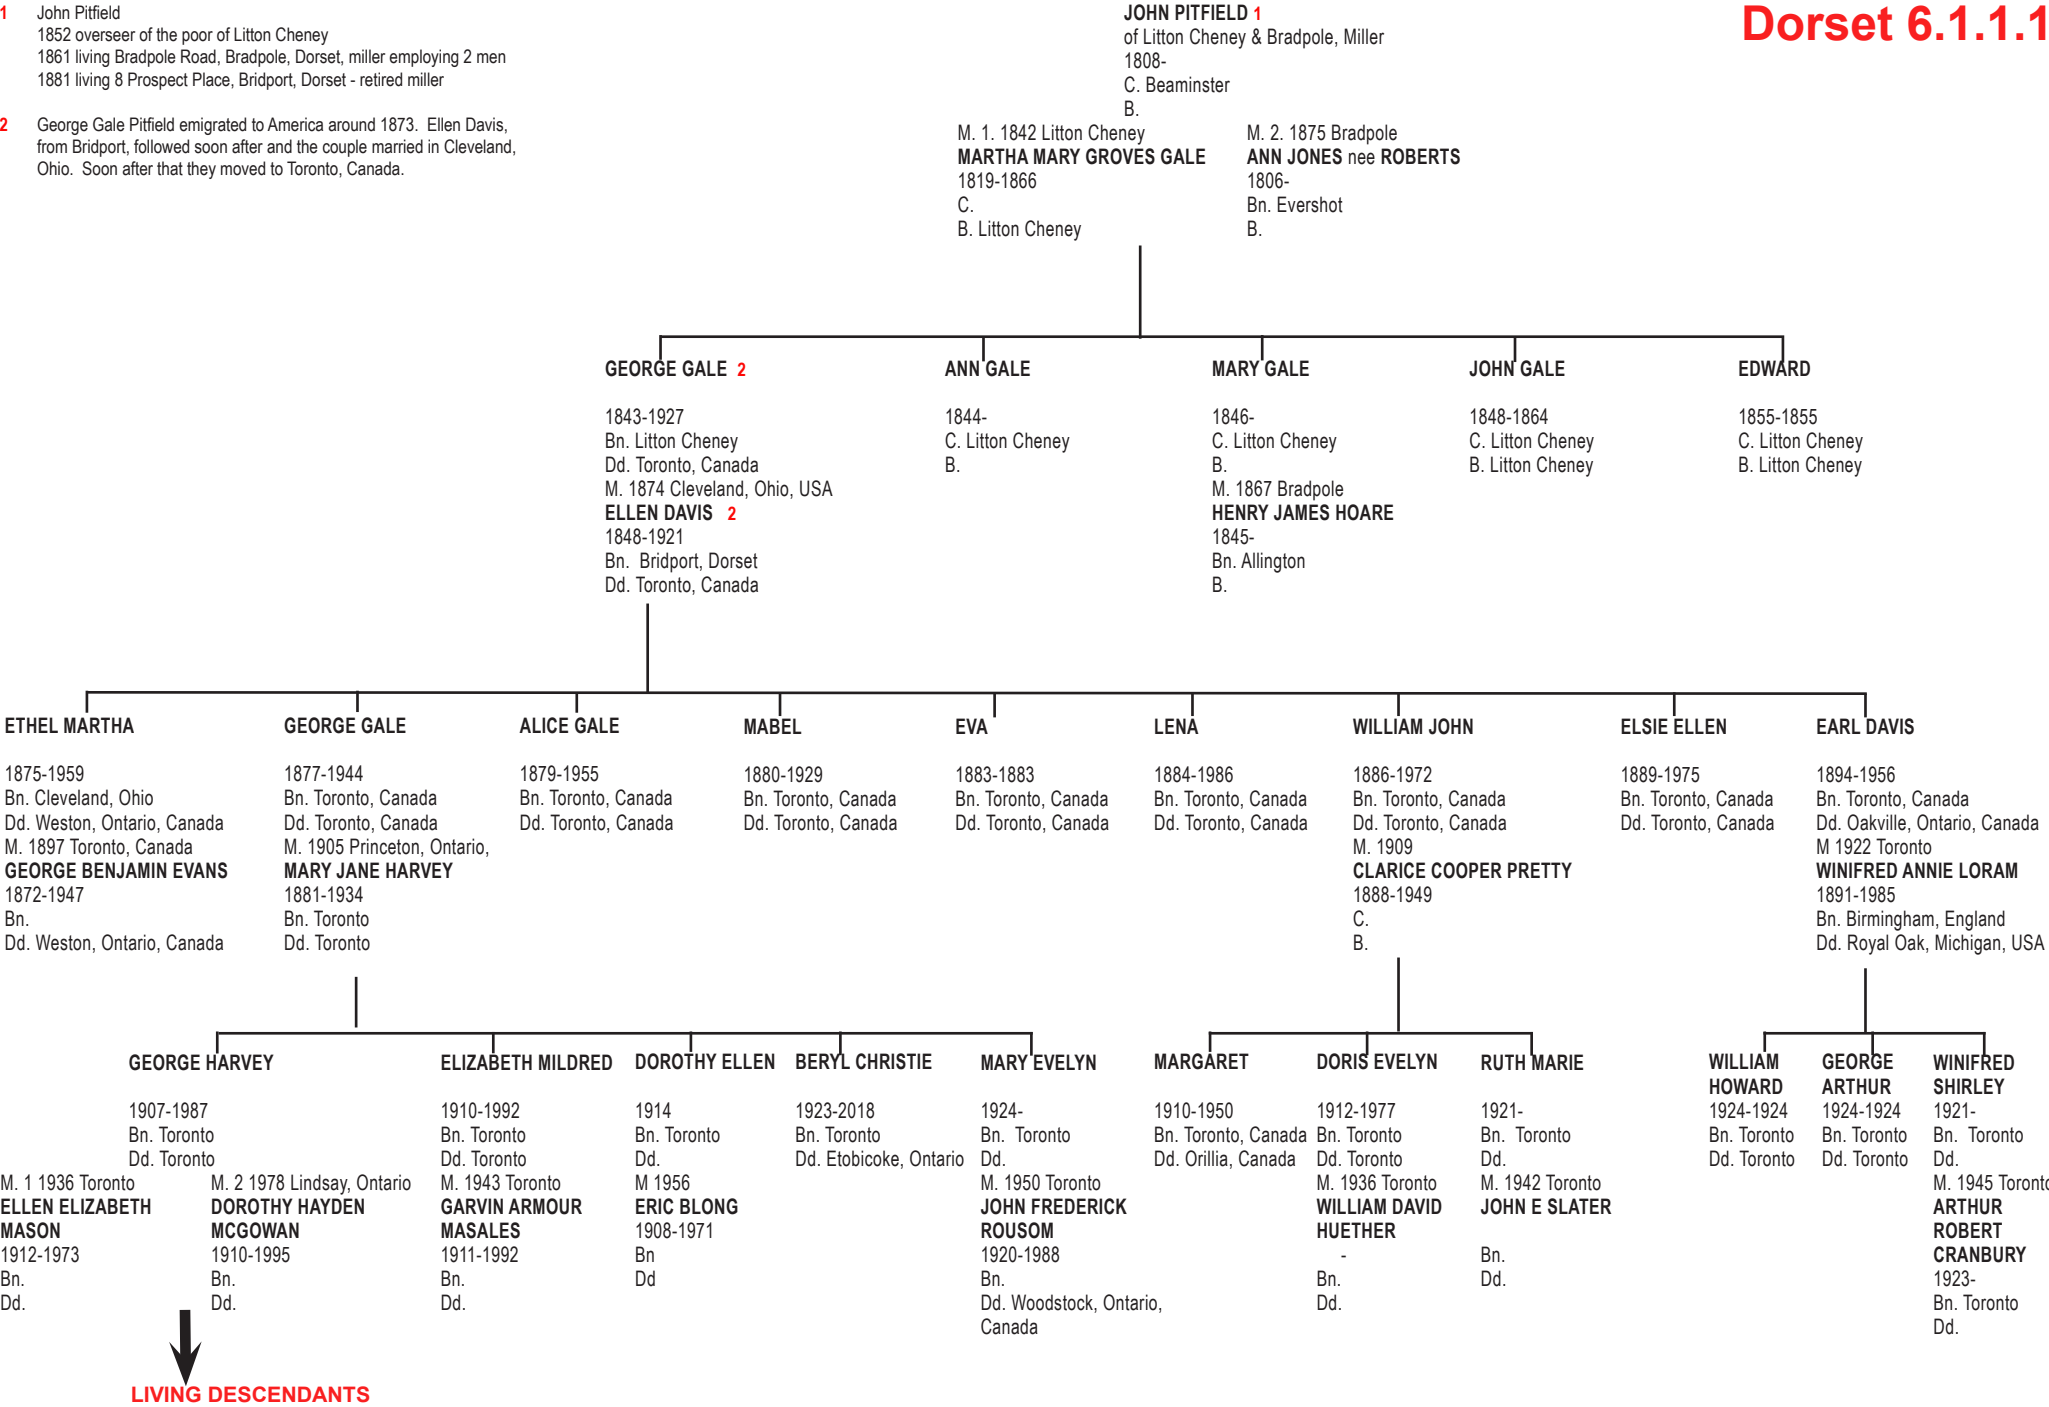 Dorset 6.1.1.1
1 John Pitfield
1852 overseer of the poor of Litton Cheney
1861 living Bradpole Road, Bradpole, Dorset, miller employing 2 men
1881 living 8 Prospect Place, Bridport, Dorset - retired miller
2 George Gale Pitfield emigrated to America around 1873. Ellen Davis,
from Bridport, followed soon after and the couple married in Cleveland,
Ohio. Soon after that they moved to Toronto, Canada.
JOHN PITFIELD 1
of Litton Cheney & Bradpole, Miller
1808-
C. Beaminster
B.
M. 1. 1842 Litton Cheney
MARTHA MARY GROVES GALE
1819-1866
C.
B. Litton Cheney
M. 2. 1875 Bradpole
ANN JONES nee ROBERTS
1806-
Bn. Evershot
B.
GEORGE GALE 2
1843-1927
Bn. Litton Cheney
Dd. Toronto, Canada
M. 1874 Cleveland, Ohio, USA
ELLEN DAVIS 2
1848-1921
Bn. Bridport, Dorset
Dd. Toronto, Canada
ANN GALE
1844-
C. Litton Cheney
B.
MARY GALE
1846-
C. Litton Cheney
B.
M. 1867 Bradpole
HENRY JAMES HOARE
1845-
Bn. Allington
B.
JOHN GALE
1848-1864
C. Litton Cheney
B. Litton Cheney
EDWARD
1855-1855
C. Litton Cheney
B. Litton Cheney
ETHEL MARTHA
1875-1959
Bn. Cleveland, Ohio
Dd. Weston, Ontario, Canada
M. 1897 Toronto, Canada
GEORGE BENJAMIN EVANS
1872-1947
Bn.
Dd. Weston, Ontario, Canada
GEORGE GALE
1877-1944
Bn. Toronto, Canada
Dd. Toronto, Canada
M. 1905 Princeton, Ontario,
MARY JANE HARVEY
1881-1934
Bn. Toronto
Dd. Toronto
ALICE GALE
1879-1955
Bn. Toronto, Canada
Dd. Toronto, Canada
MABEL
1880-1929
Bn. Toronto, Canada
Dd. Toronto, Canada
EVA
1883-1883
Bn. Toronto, Canada
Dd. Toronto, Canada
LENA
1884-1986
Bn. Toronto, Canada
Dd. Toronto, Canada
WILLIAM JOHN
1886-1972
Bn. Toronto, Canada
Dd. Toronto, Canada
M. 1909
CLARICE COOPER PRETTY
1888-1949
C.
B.
ELSIE ELLEN
1889-1975
Bn. Toronto, Canada
Dd. Toronto, Canada
EARL DAVIS
1894-1956
Bn. Toronto, Canada
Dd. Oakville, Ontario, Canada
M 1922 Toronto
WINIFRED ANNIE LORAM
1891-1985
Bn. Birmingham, England
Dd. Royal Oak, Michigan, USA
GEORGE HARVEY
1907-1987
Bn. Toronto
Dd. Toronto
M. 1 1936 Toronto
ELLEN ELIZABETH
MASON
1912-1973
Bn.
Dd.
M. 2 1978 Lindsay, Ontario
DOROTHY HAYDEN
MCGOWAN
1910-1995
Bn.
Dd.
ELIZABETH MILDRED
1910-1992
Bn. Toronto
Dd. Toronto
M. 1943 Toronto
GARVIN ARMOUR
MASALES
1911-1992
Bn.
Dd.
DOROTHY ELLEN
1914
Bn. Toronto
Dd.
M 1956
ERIC BLONG
1908-1971
Bn
Dd
BERYL CHRISTIE
1923-2018
Bn. Toronto
Dd. Etobicoke, Ontario
MARY EVELYN
1924-
Bn. Toronto
Dd.
M. 1950 Toronto
JOHN FREDERICK
ROUSOM
1920-1988
Bn.
Dd. Woodstock, Ontario,
Canada
MARGARET
1910-1950
Bn. Toronto, Canada
Dd. Orillia, Canada
DORIS EVELYN
1912-1977
Bn. Toronto
Dd. Toronto
M. 1936 Toronto
WILLIAM DAVID
HUETHER
-
Bn.
Dd.
RUTH MARIE
1921-
Bn. Toronto
Dd.
M. 1942 Toronto
JOHN E SLATER
Bn.
Dd.
WILLIAM
HOWARD
1924-1924
Bn. Toronto
Dd. Toronto
GEORGE
ARTHUR
1924-1924
Bn. Toronto
Dd. Toronto
WINIFRED
SHIRLEY
1921-
Bn. Toronto
Dd.
M. 1945 Toronto
ARTHUR
ROBERT
CRANBURY
1923-
Bn. Toronto
Dd.
LIVING DESCENDANTS